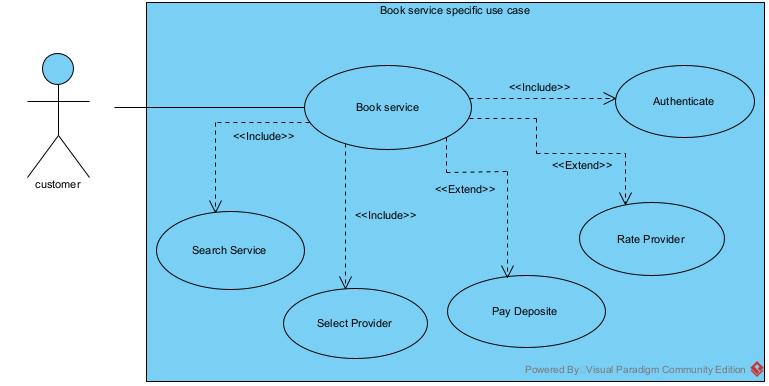 Book service specific use case
Book service
<<Include>>
Authenticate
<<Include>>
<<Extend>>
customer
<<Extend>>
<<Include>>
Rate Provider
Search Service
Pay Deposite
Select Provider
Powered By: Visual Paradigm Community Edition